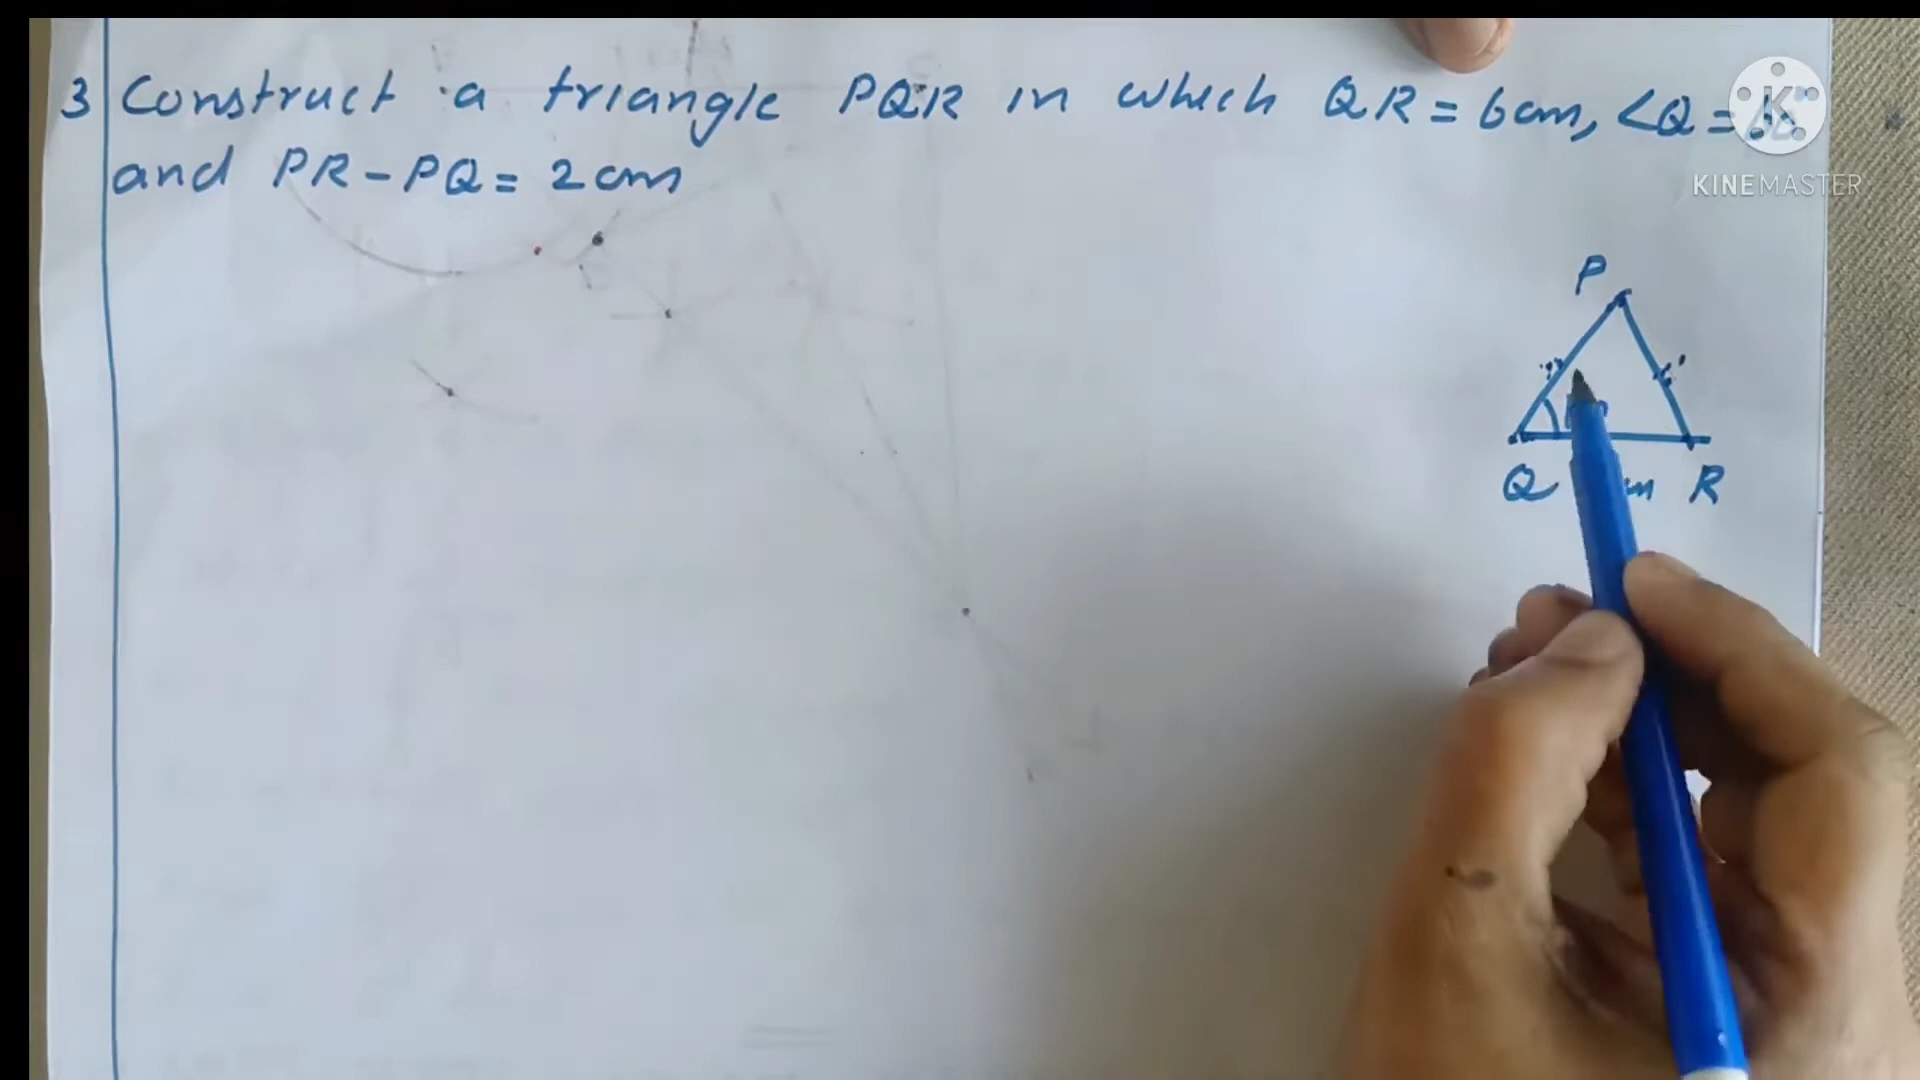 3 Construct a triangle PQR in which QR = 6cm, <Q =
and PR - PQ = 2cm
KINEMASTER
P
Q R